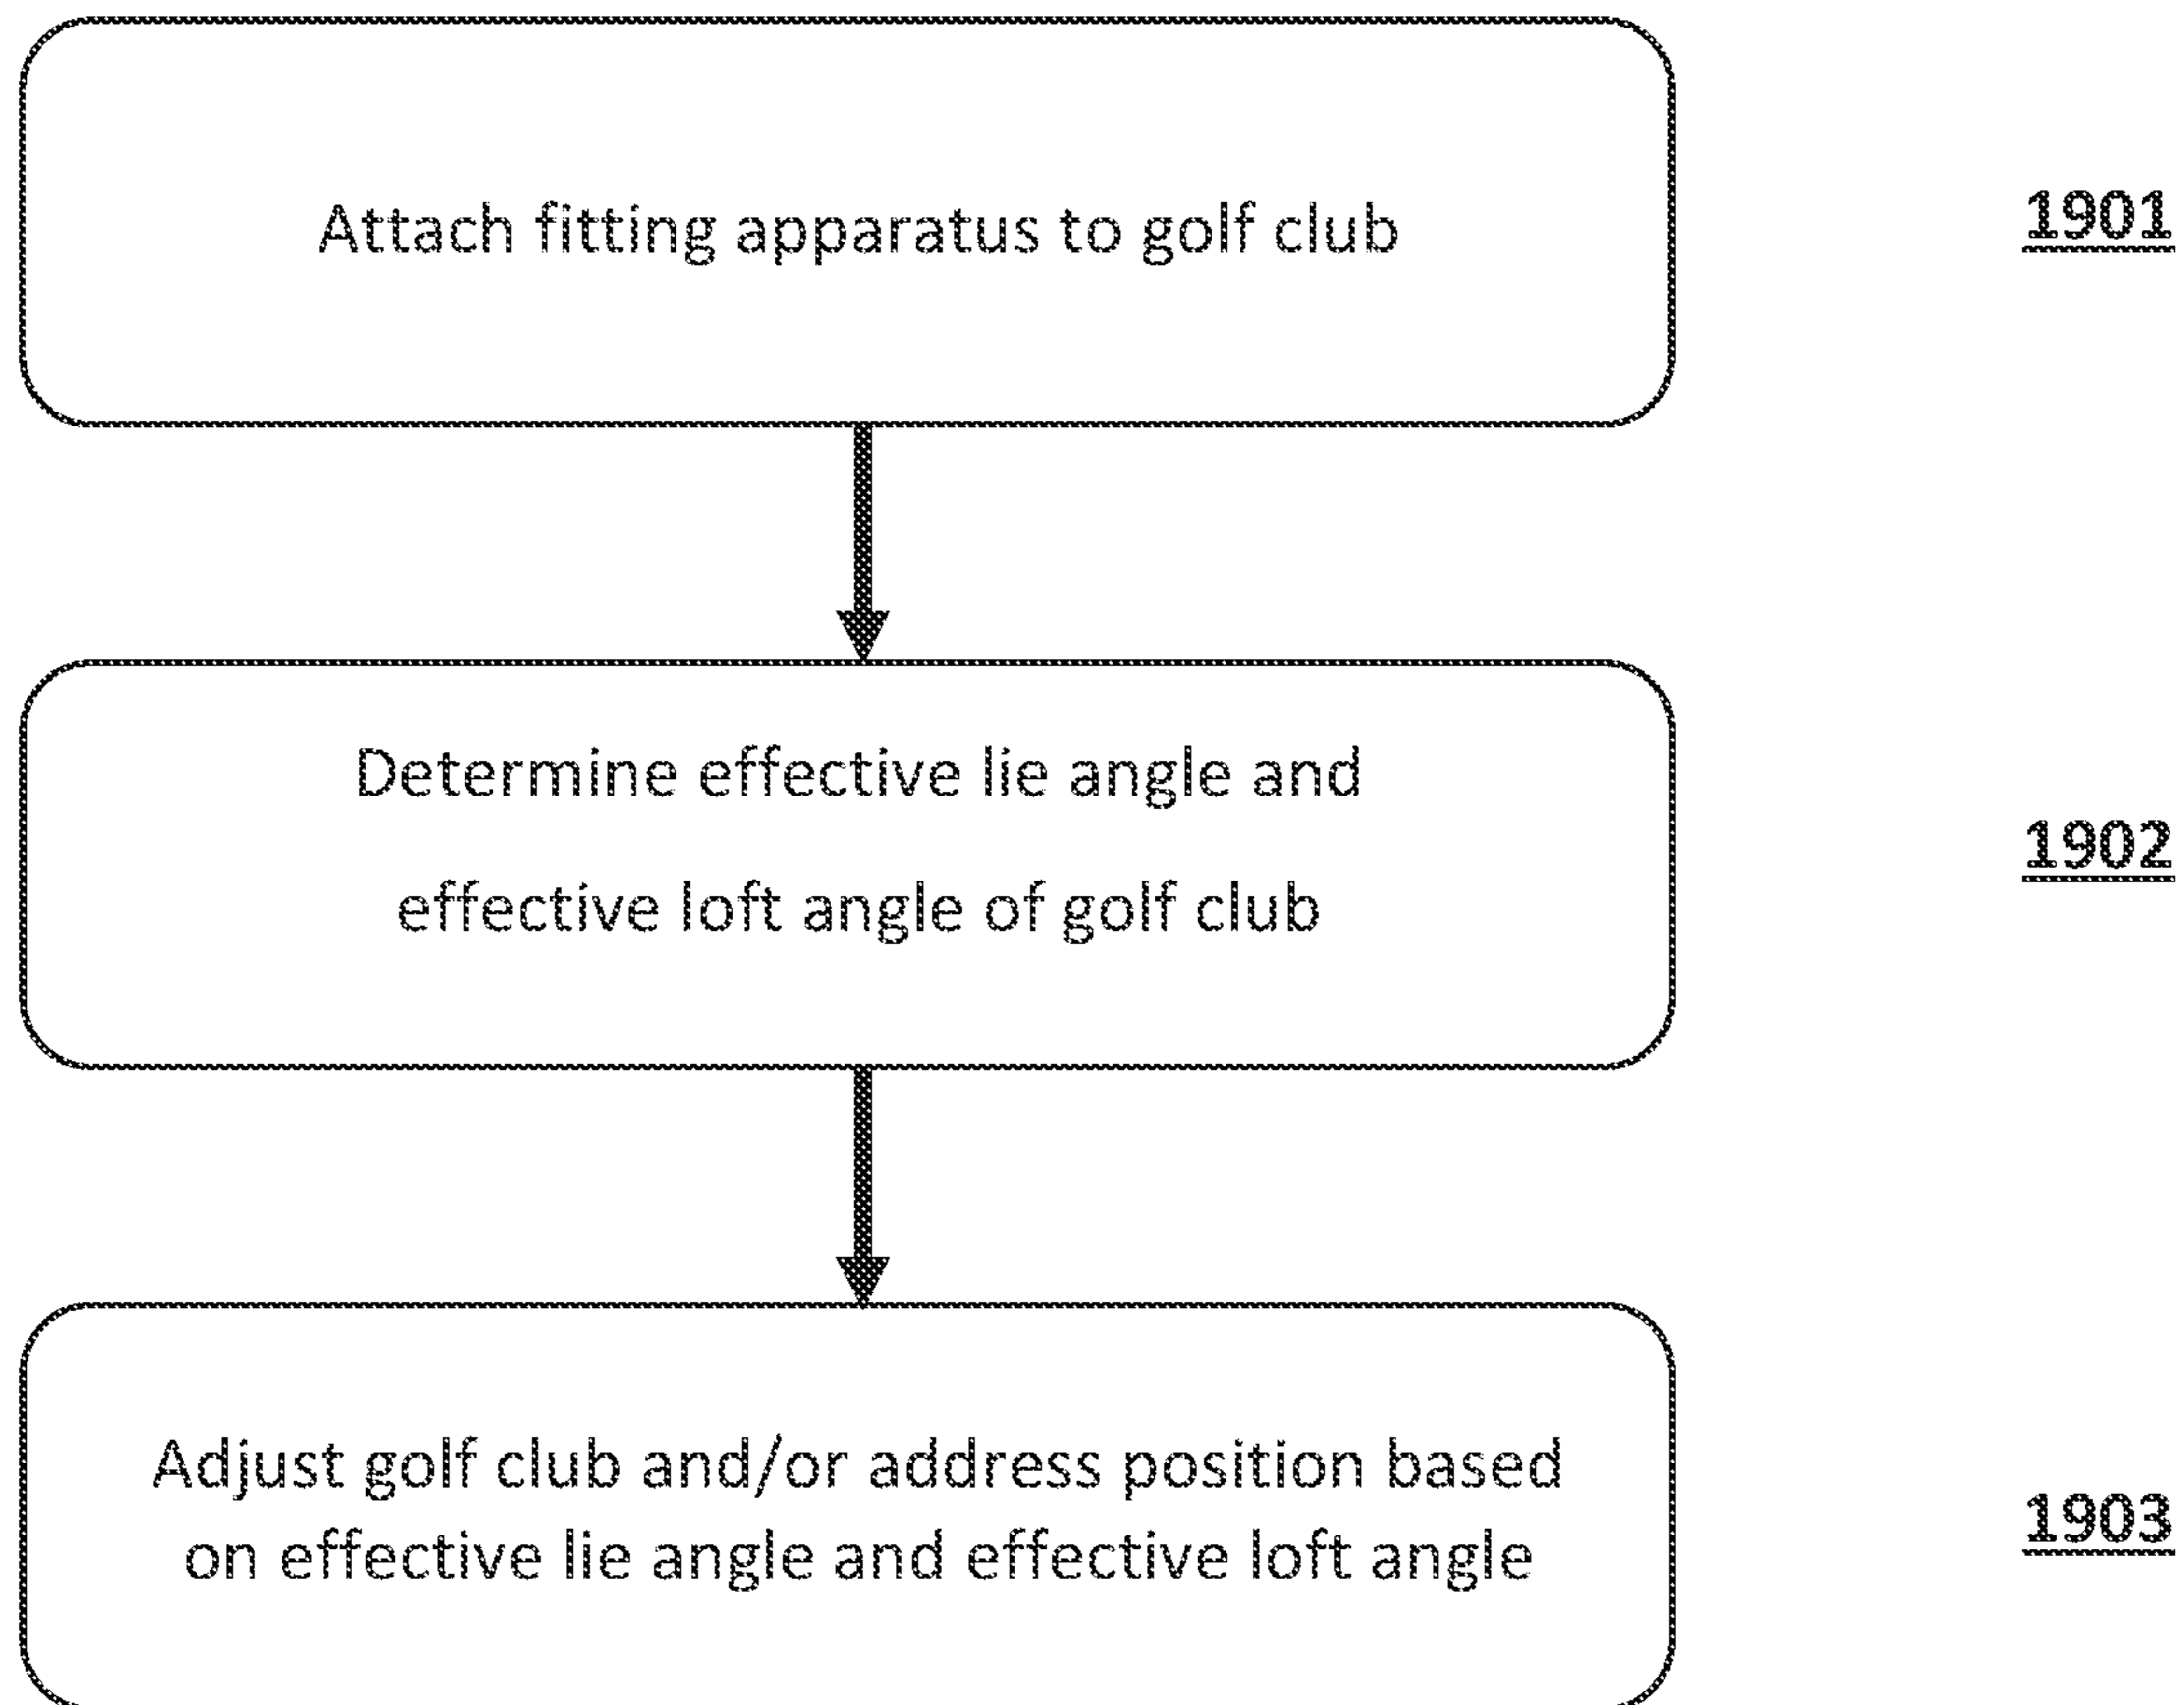 Attach fitting apparatus to golf club
1901
Determine effective lie angle and
effective loft angle of golf club
1902
Adjust golf club and/or address position based
on effective lie angle and effective loft angle
1903